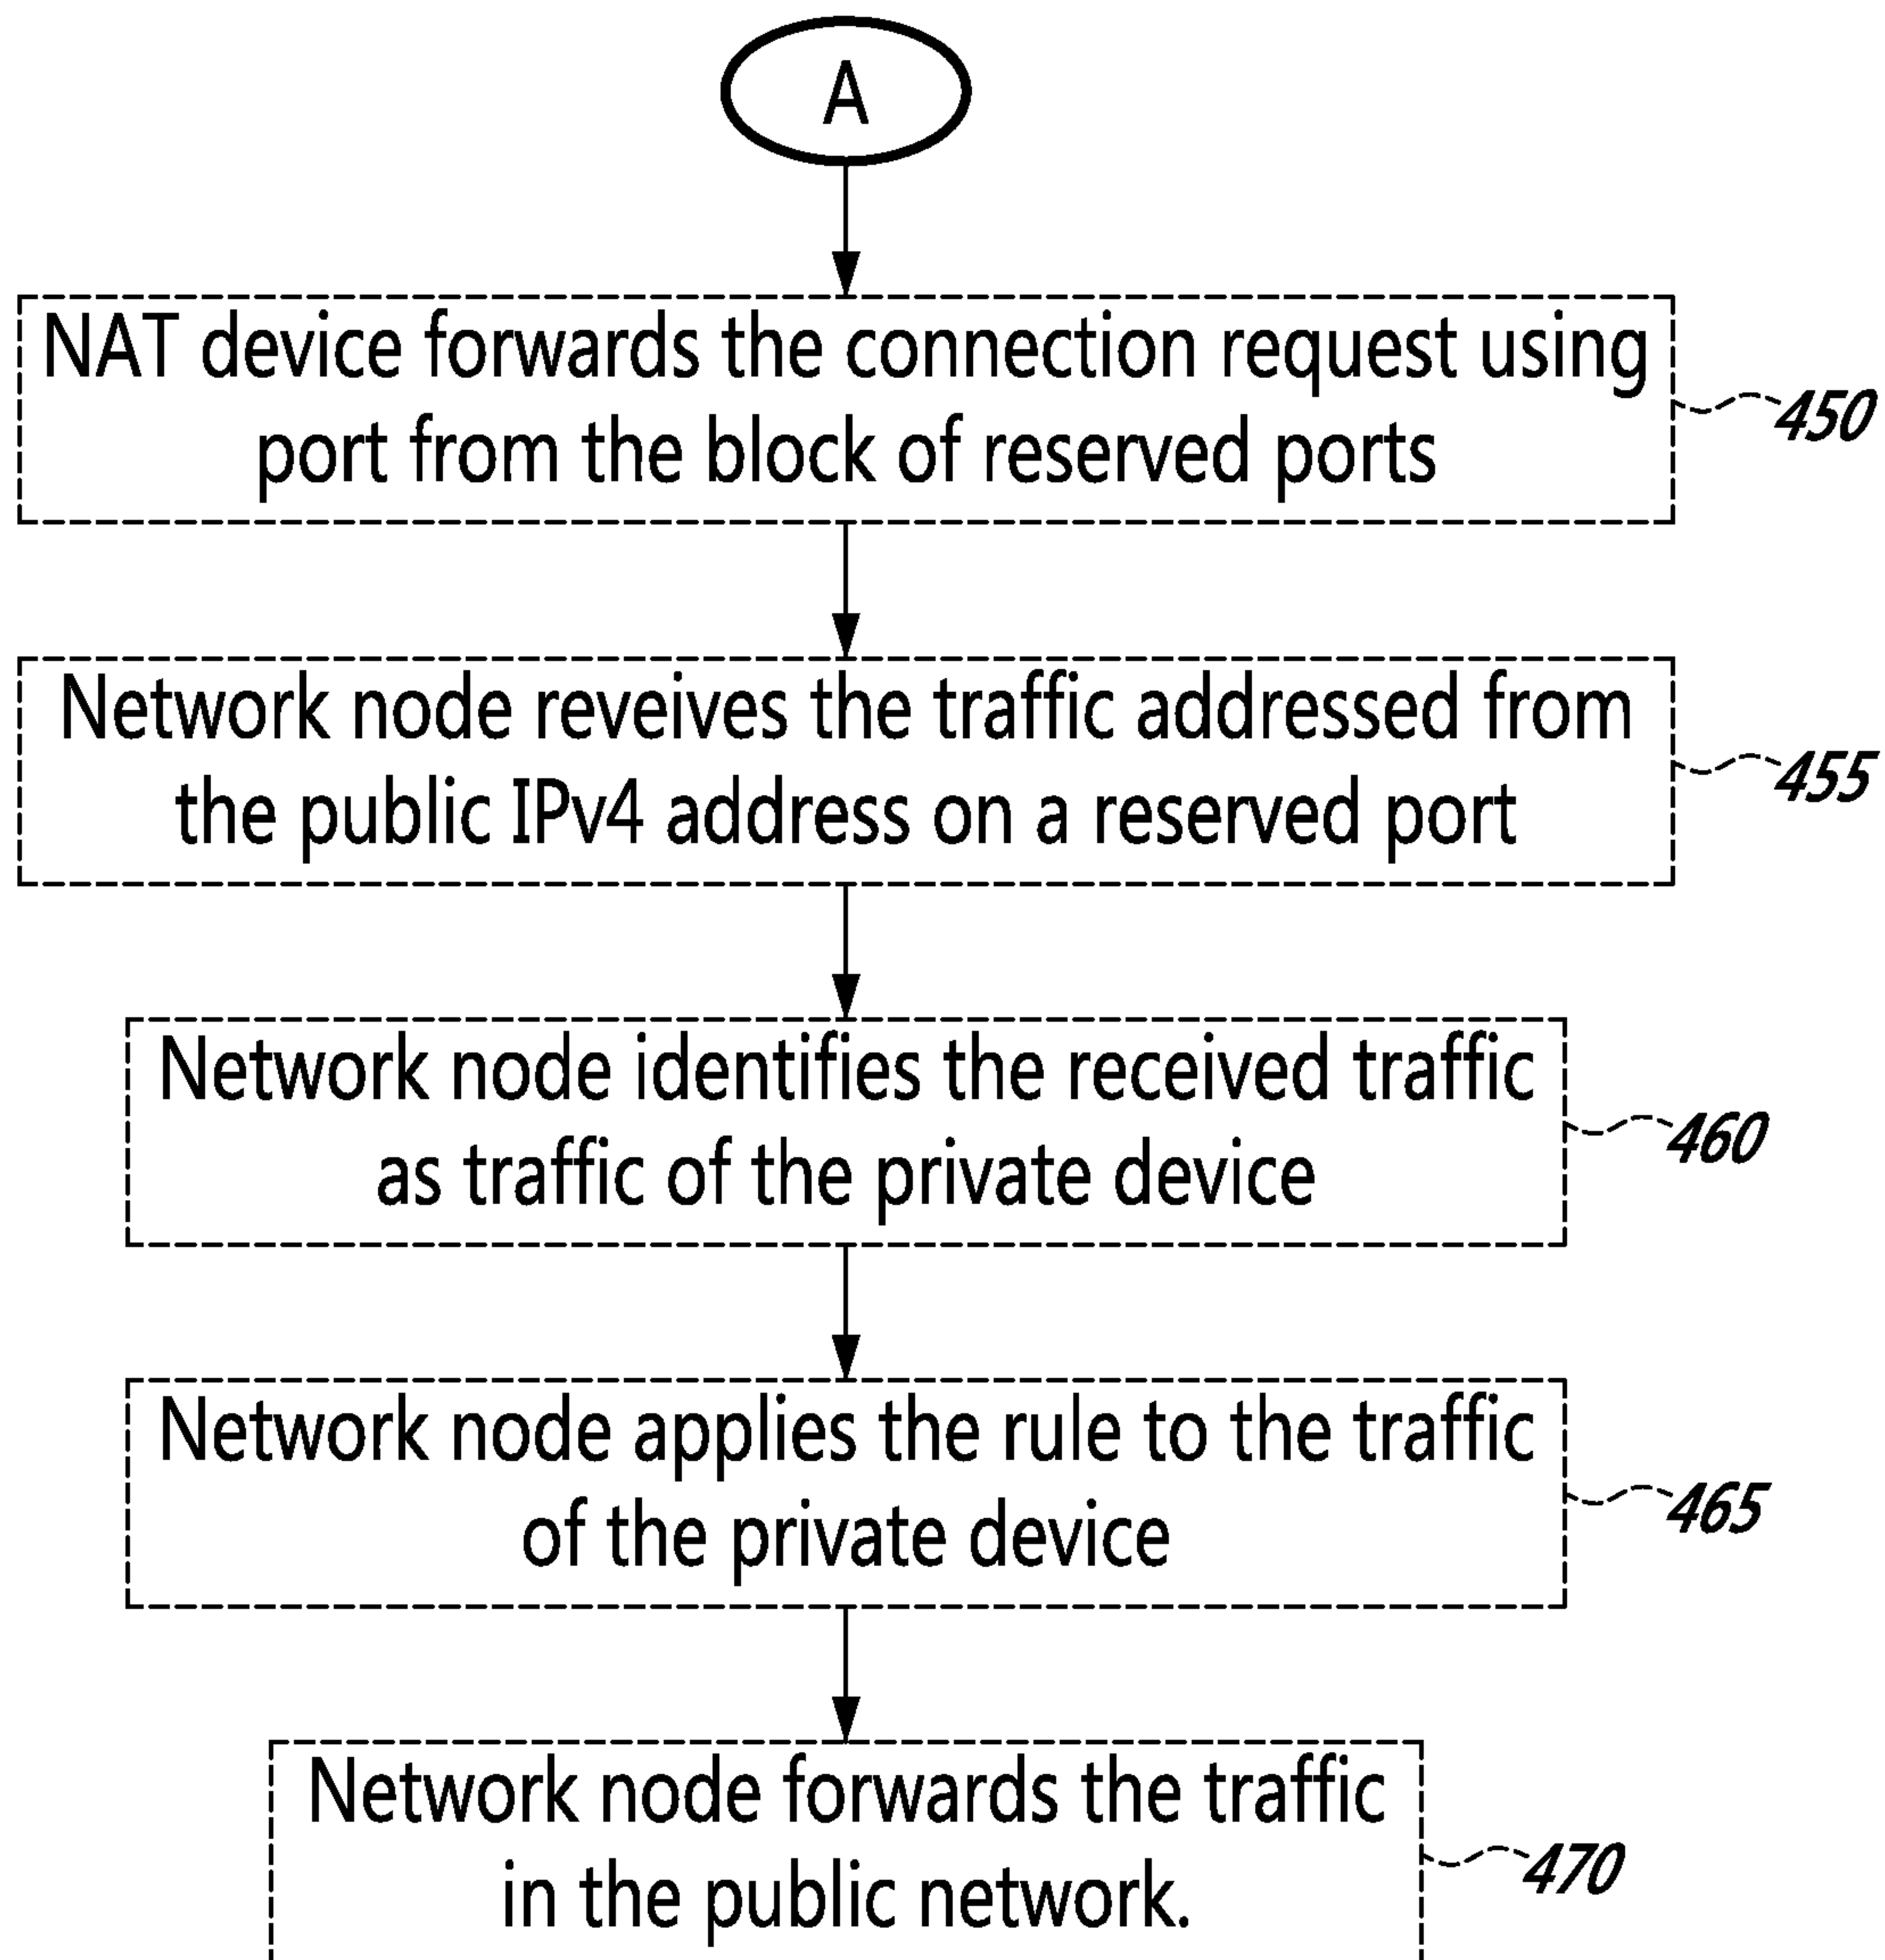 A
NAT device forwards the connection request using
port from the block of reserved ports
450
Network node reveives the traffic addressed from
the public IPv4 address on a reserved port
455
Network node identifies the received traffic
as traffic of the private device
460
Network node applies the rule to the traffic
of the private device
465
Network node forwards the traffic
in the public network.
470